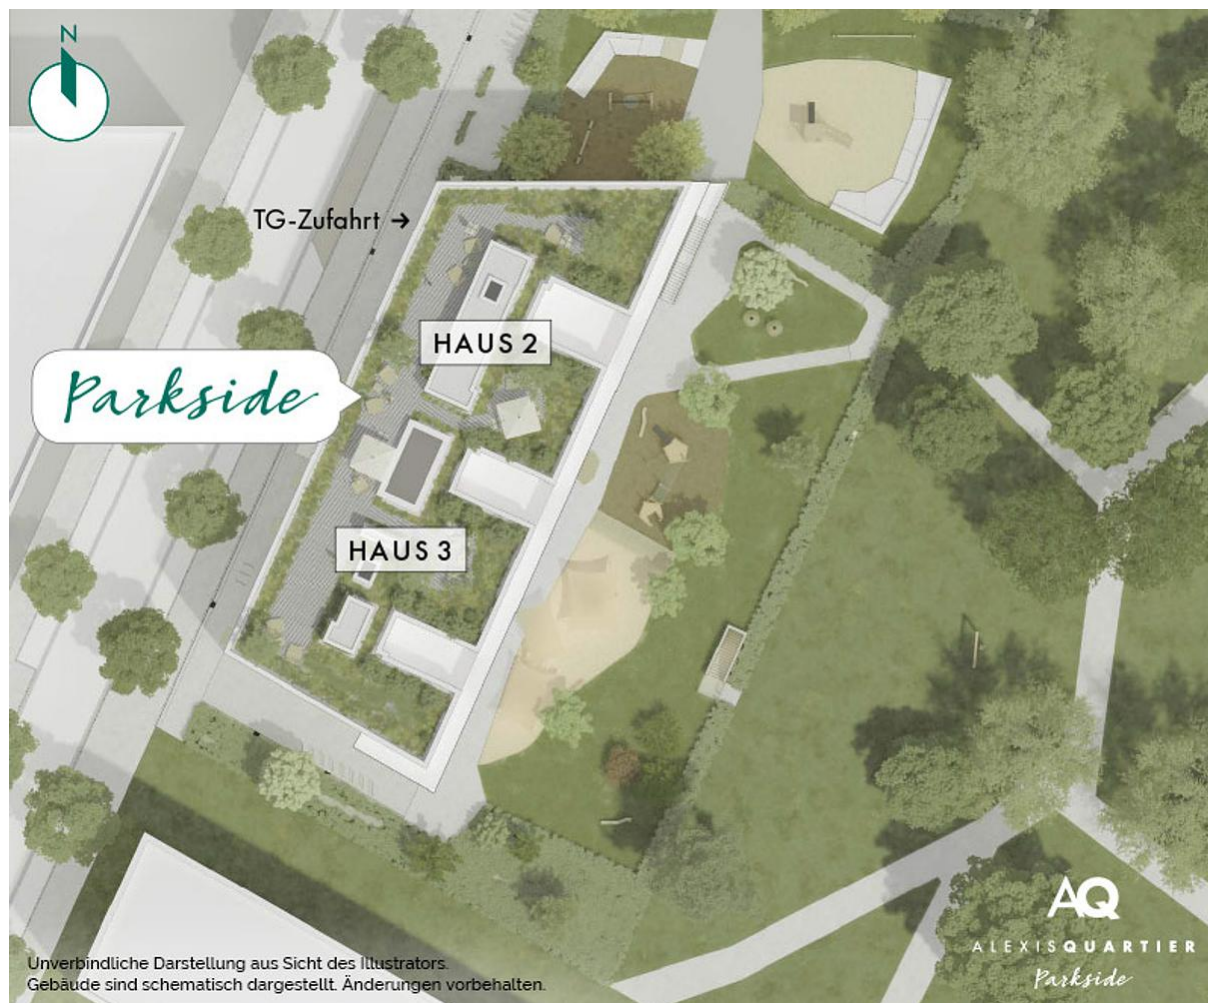 N
TG-Zufahrt →
HAUS 2
Parkside
HAUS 3
AQ
ALEXISQUARTIER
Parkside
Unverbindliche Darstellung aus Sicht des Illustrators.
Gebäude sind schematisch dargestellt. Änderungen vorbehalten.